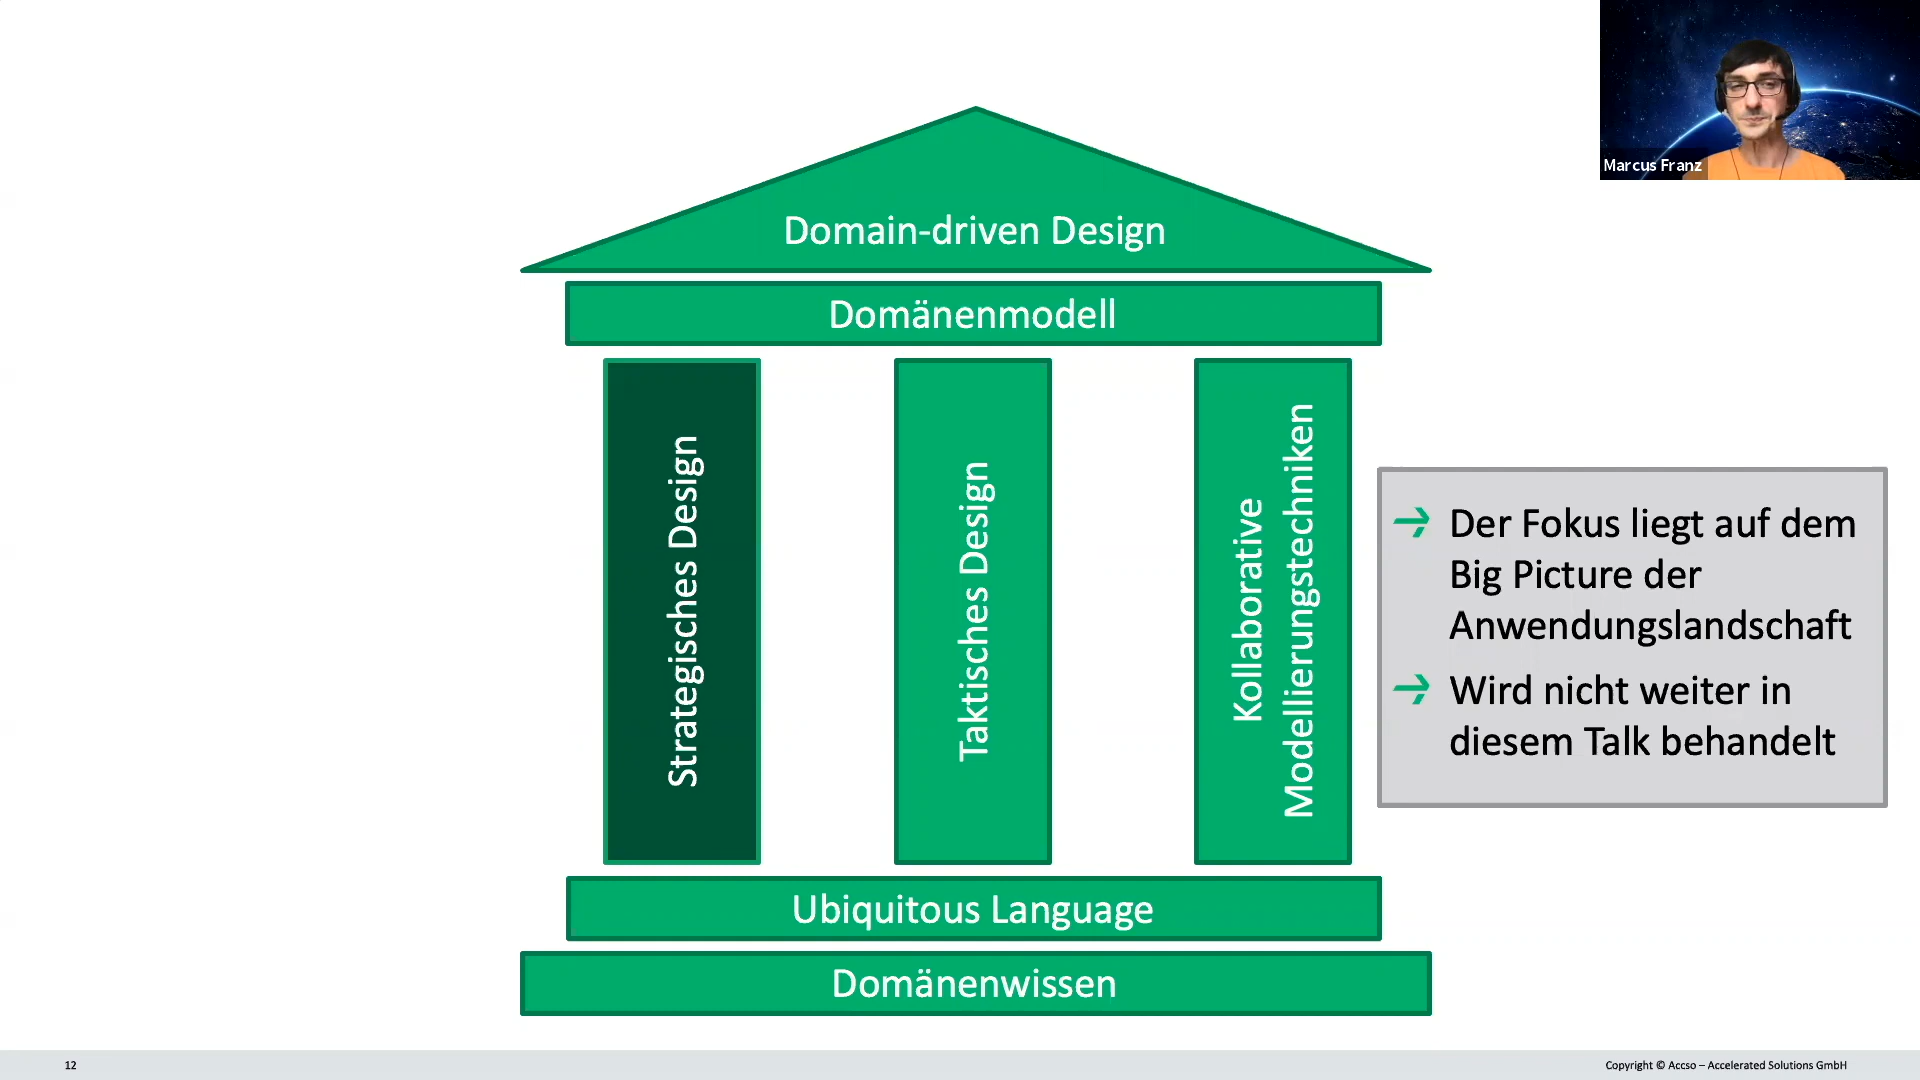 Marcus Franz
Domain-driven Design
Domänenmodell
Strategisches Design
Taktisches Design
Kollaborative
Modellierungstechniken
Der Fokus liegt auf dem
Big Picture der
Anwendungslandschaft
Wird nicht weiter in
diesem Talk behandelt
Ubiquitous Language
Domänenwissen
12
Copyright © Accso – Accelerated Solutions GmbH